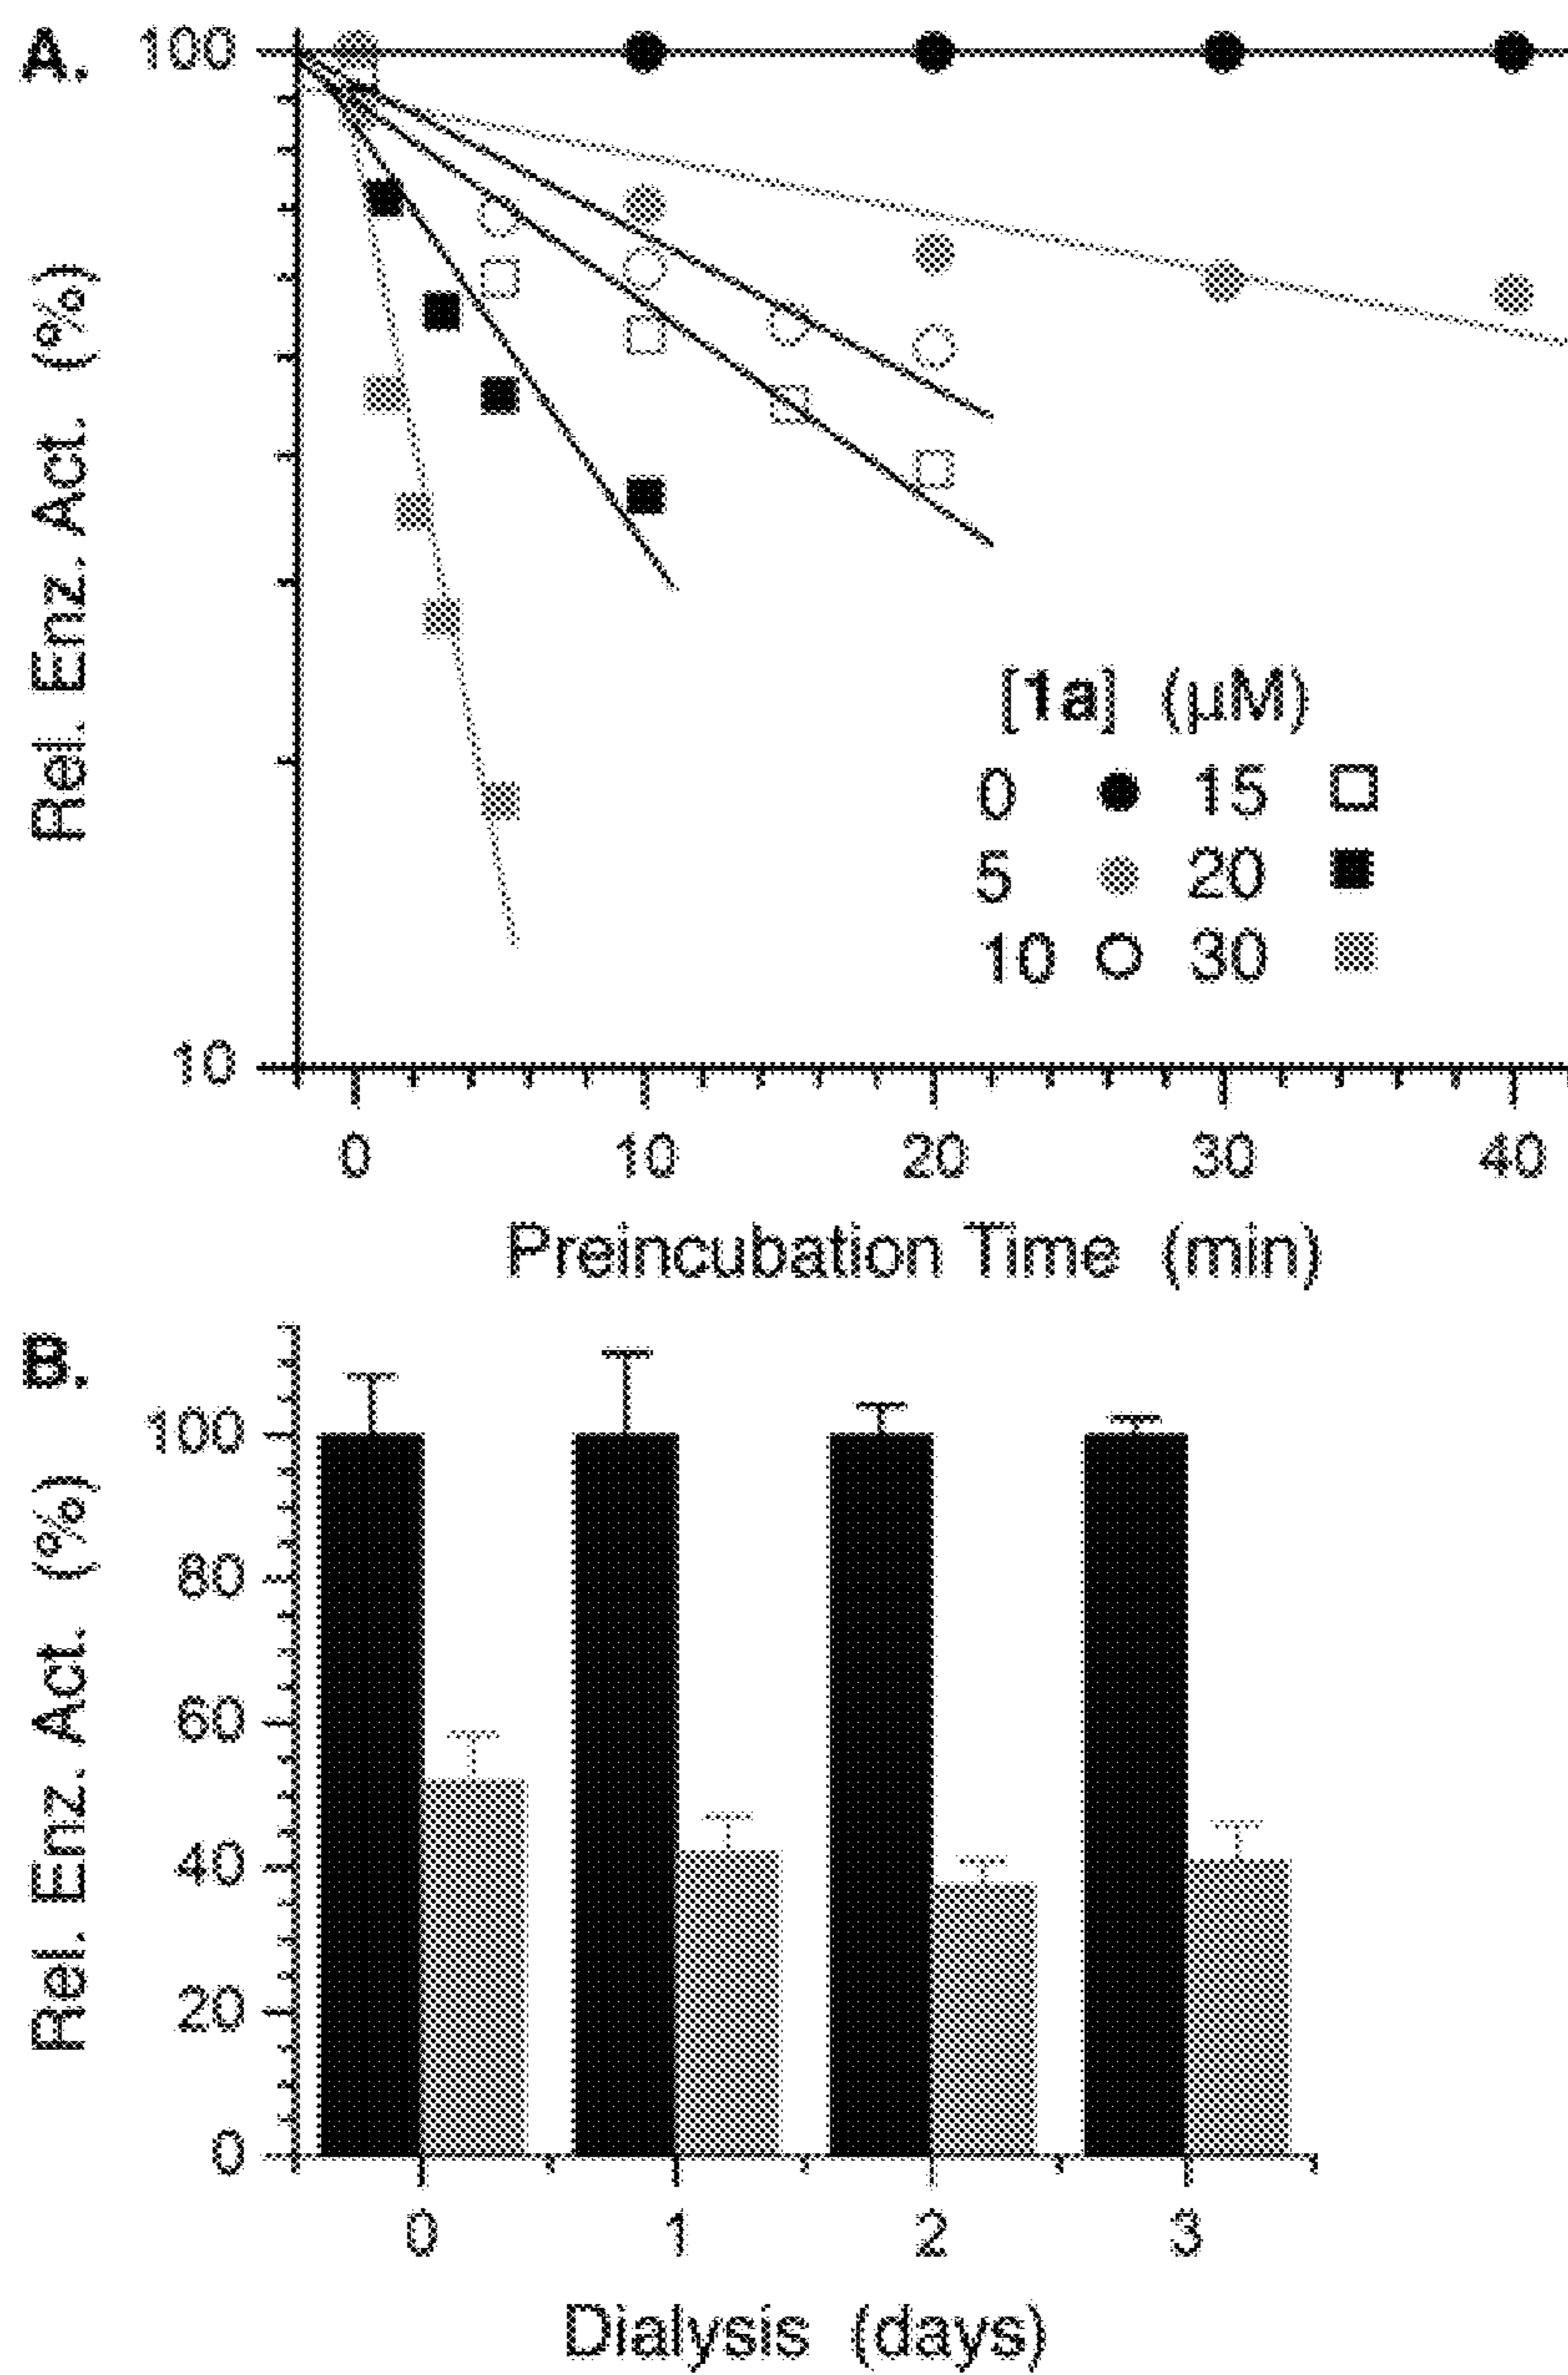 A.
100
Rel. Enz. Act. (%)
[1a] (µM)
0 15
5 20
10 30
10
0 10 20 30 40
Preincubation Time (min)
B.
100
80
60
40
20
0
Rel. Enz. Act. (%)
0 1 2 3
Dialysis (days)